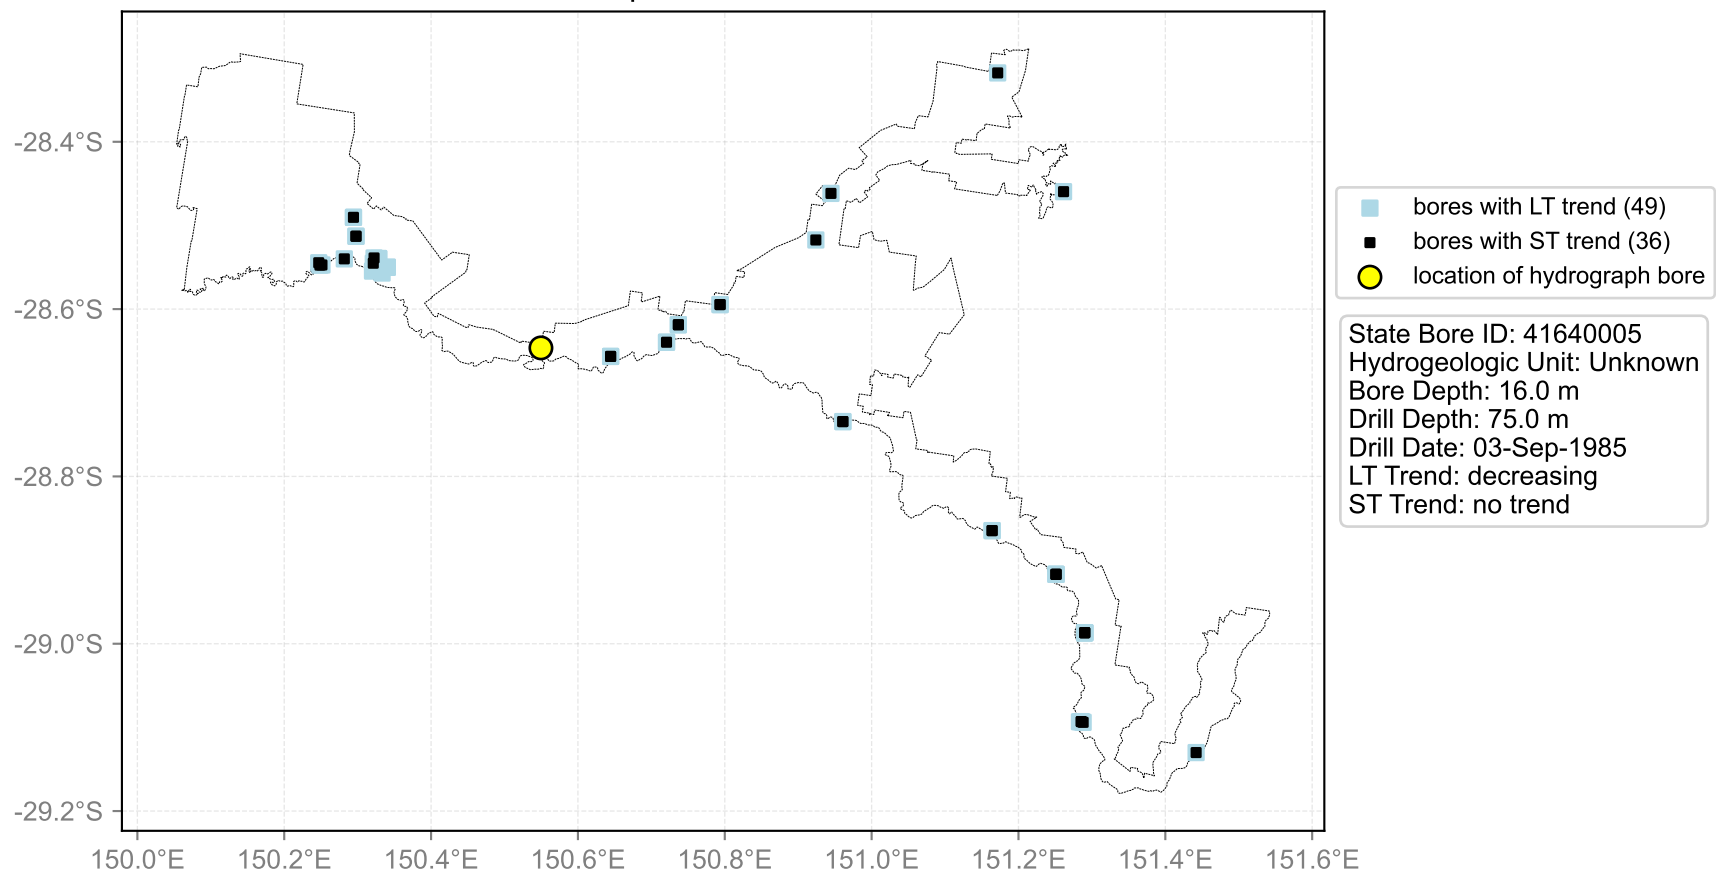 -28.4°S
-28.6°S
-28.8°S
-29.0°S
-29.2°S
150.0°E 150.2°E 150.4°E 150.6°E 150.8°E 151.0°E 151.2°E 151.4°E 151.6°E
bores with LT trend (49)
bores with ST trend (36)
location of hydrograph bore
State Bore ID: 41640005
Hydrogeologic Unit: Unknown
Bore Depth: 16.0 m
Drill Depth: 75.0 m
Drill Date: 03-Sep-1985
LT Trend: decreasing
ST Trend: no trend